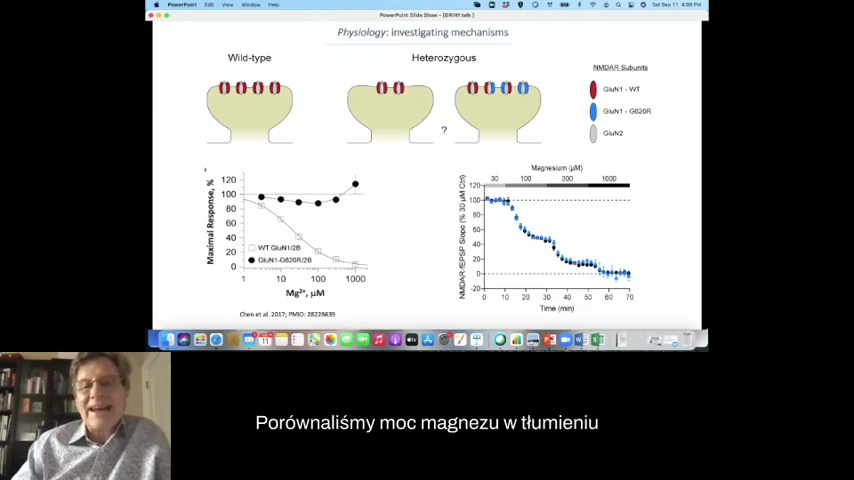 PowerPoint File Edit View Window Help
Sat Sep 11 4:08 PM
PowerPoint Slide Show - [GRIN1 talk ]
Physiology: investigating mechanisms
Wild-type
Heterozygous
NMDAR Subunits
GluN1 - WT
GluN1 - G620R
GluN2
?
Maximal Response, %
120
100
80
60
40
20
0
WT GluN1/2B
GluN1-G620R/2B
1 10 100 1000
Mg²⁺, μM
Chen et al. 2017; PMID: 28228639
Magnesium (μM)
30 100 300 1000
NMDAR fEPSP Slope (% 30 μM Ctrl)
120
100
80
60
40
20
0
-20
0 10 20 30 40 50 60 70
Time (min)
Porównaliśmy moc magnezu w tłumieniu